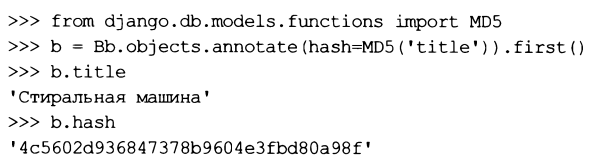 >>> from django.db.models.functions import MD5
>>> b = Bb.objects.annotate(hash=MD5('title')).first()
>>> b.title
'Стиральная машина'
>>> b.hash
'4c5602d936847378b9604e3fbd80a98f'